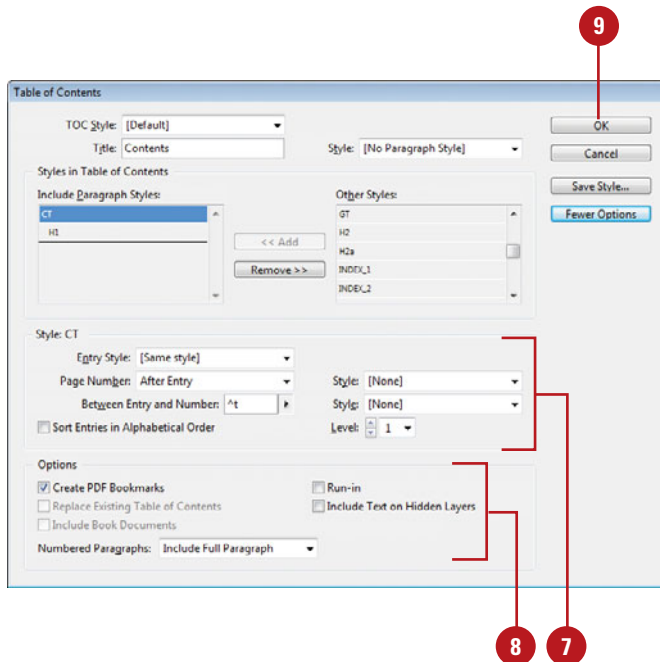 9
Table of Contents
TOC Style: [Default]
OK
Title: Contents Style: [No Paragraph Style]
Cancel
Styles in Table of Contents
Save Style...
Include Paragraph Styles: Other Styles:
Fewer Options
CT GT
H1 H2
<< Add
H2a
Remove >> INDEX_1
INDEX_2
Style: CT
Entry Style: [Same style]
Page Number: After Entry Style: [None]
Between Entry and Number: ^t Style: [None]
Sort Entries in Alphabetical Order Level: 1
Options
Create PDF Bookmarks Run-in
Replace Existing Table of Contents Include Text on Hidden Layers
Include Book Documents
Numbered Paragraphs: Include Full Paragraph
8 7